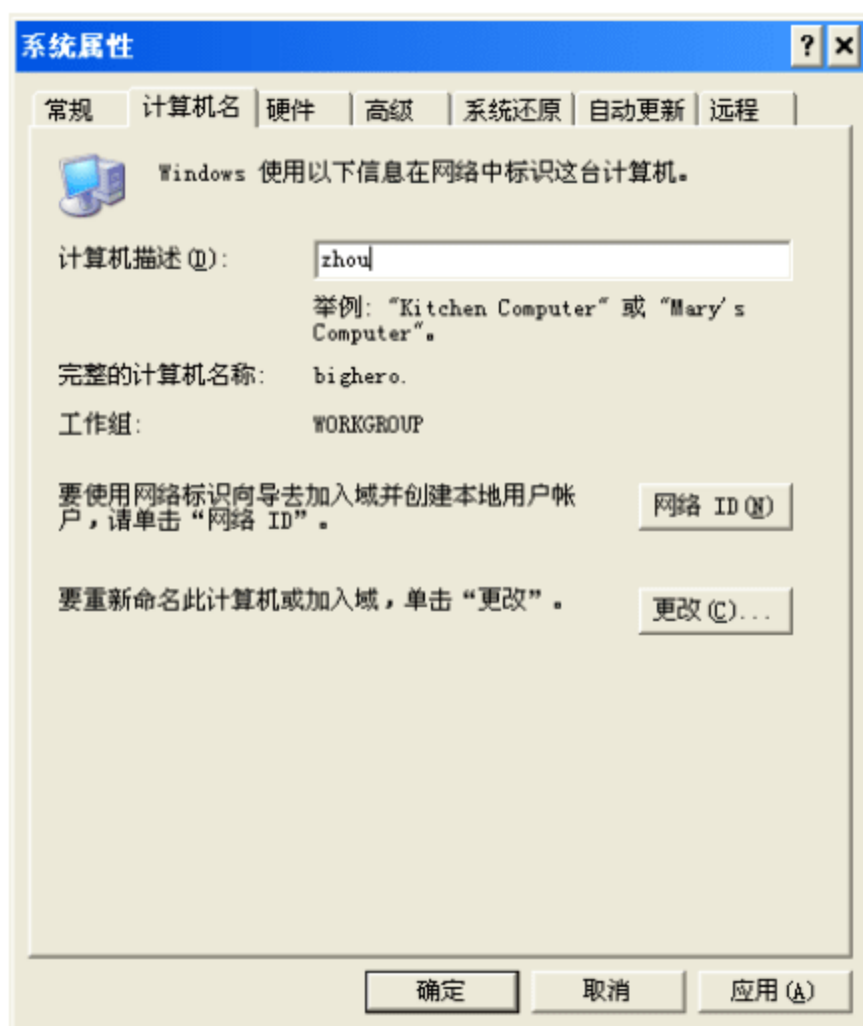 系统属性
常规 计算机名 硬件 高级 系统还原 自动更新 远程
Windows 使用以下信息在网络中标识这台计算机。
计算机描述(D): zhou
举例: "Kitchen Computer" 或 "Mary's
Computer"。
完整的计算机名称: bighero.
工作组: WORKGROUP
要使用网络标识向导去加入域并创建本地用户帐
户，请单击“网络 ID”。
网络 ID(N)
要重新命名此计算机或加入域，单击“更改”。
更改(C)...
确定 取消 应用(A)